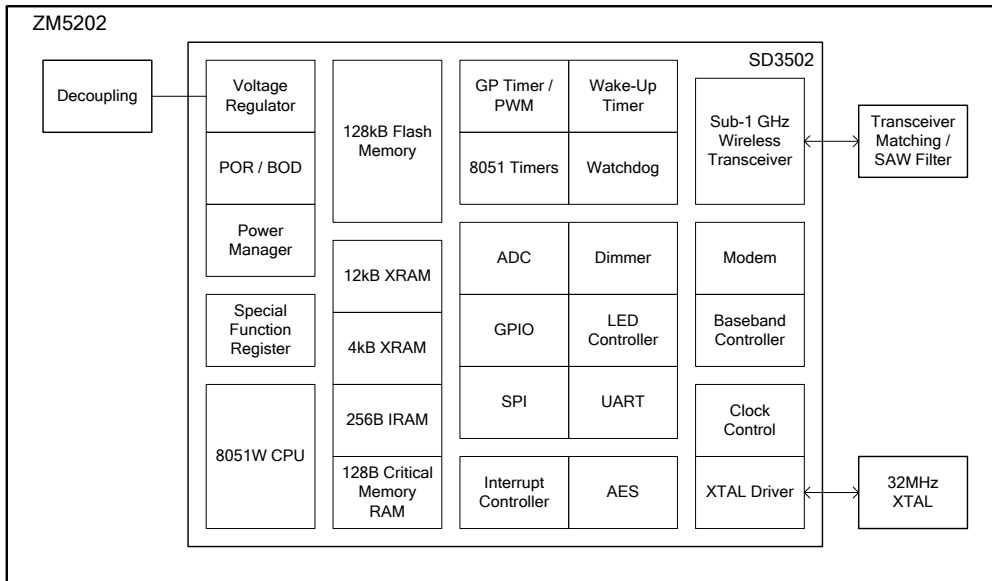 ZM5202
SD3502
Decoupling
Voltage
Regulator
POR / BOD
Power
Manager
Special
Function
Register
8051W CPU
128kB Flash
Memory
12kB XRAM
4kB XRAM
256B IRAM
128B Critical
Memory
RAM
GP Timer /
PWM
Wake-Up
Timer
8051 Timers
Watchdog
ADC
Dimmer
GPIO
LED
Controller
SPI
UART
Interrupt
Controller
AES
Sub-1 GHz
Wireless
Transceiver
Modem
Baseband
Controller
Clock
Control
XTAL Driver
Transceiver
Matching /
SAW Filter
32MHz
XTAL